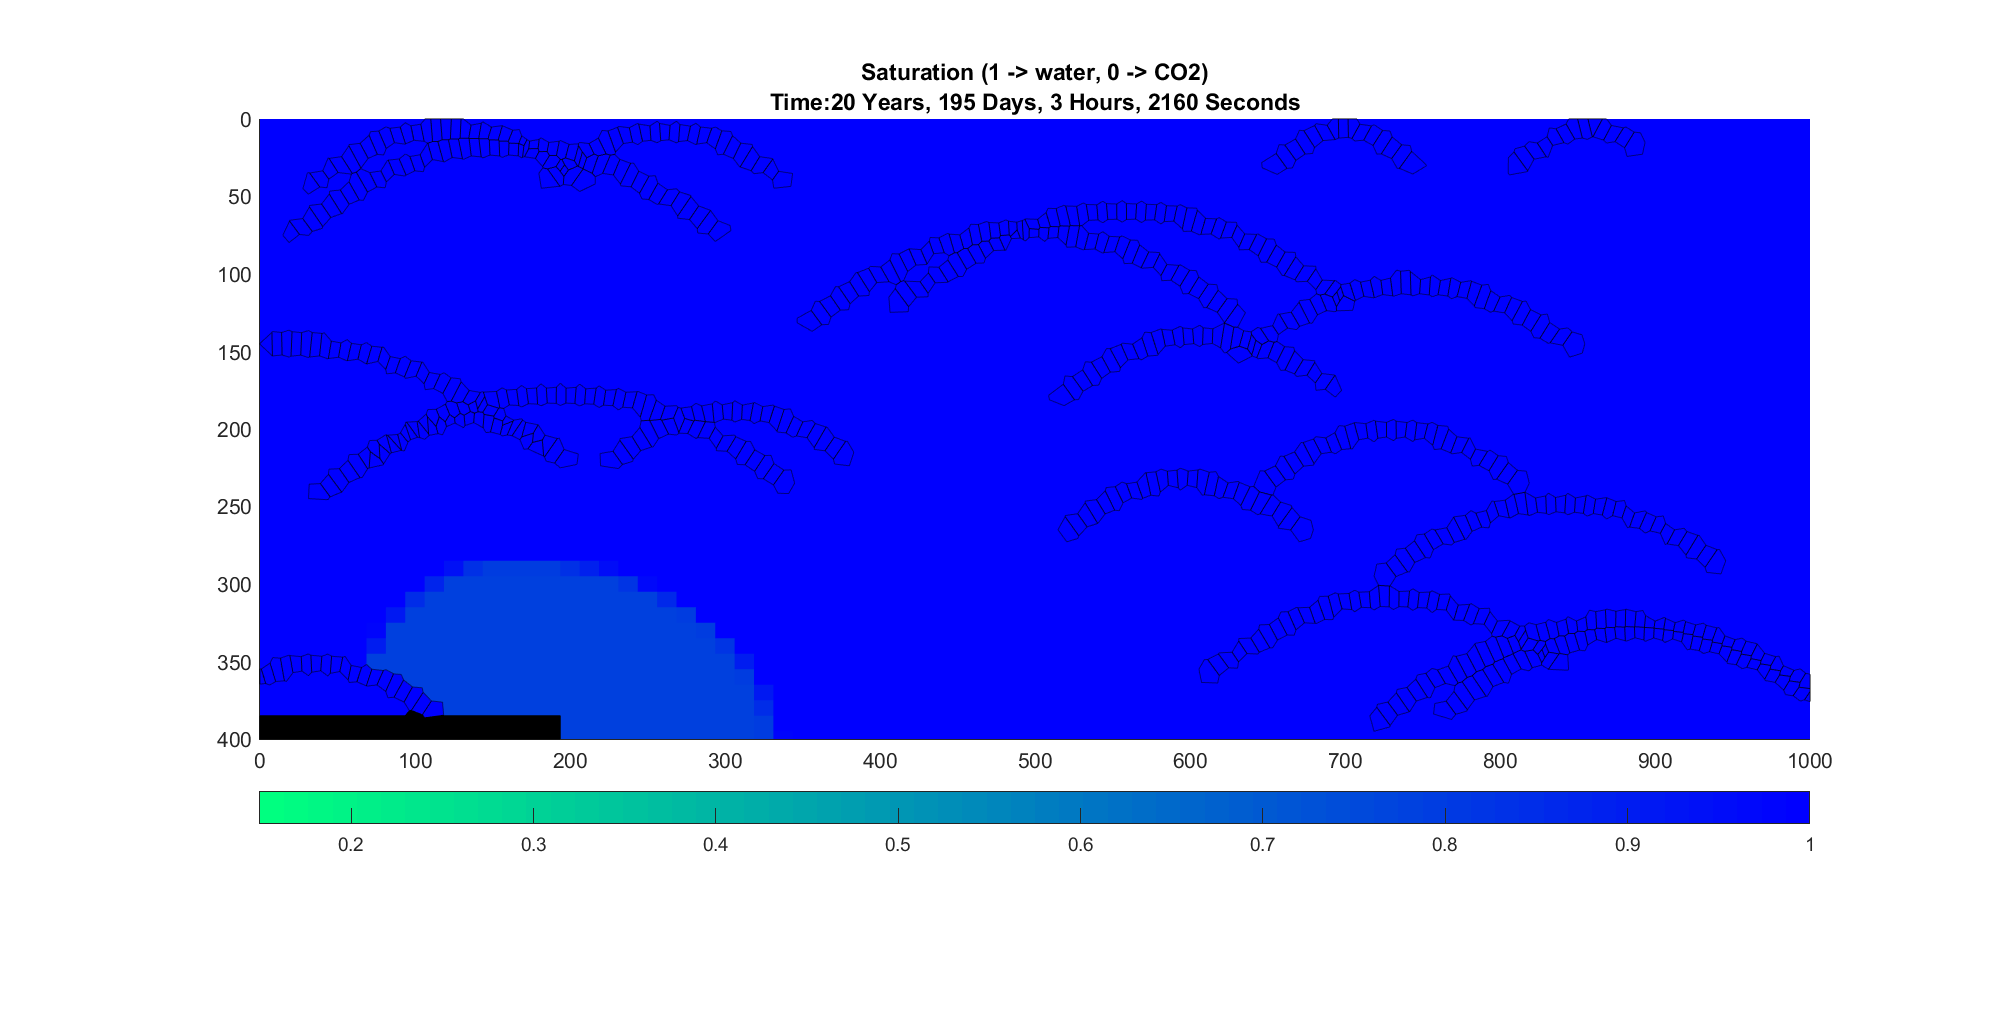 Saturation (1 -> water, 0 -> CO2)
Time:20 Years, 195 Days, 3 Hours, 2160 Seconds
0
50
100
150
200
250
300
350
400
0 100 200 300 400 500 600 700 800 900 1000
0.2 0.3 0.4 0.5 0.6 0.7 0.8 0.9 1